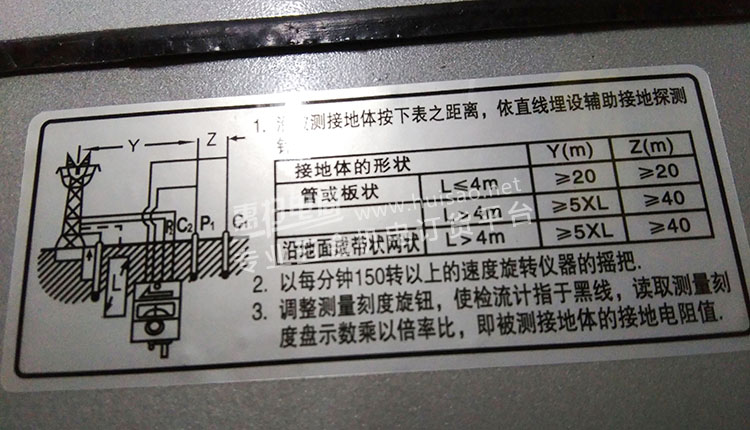 Y
Z
P₂ C₂ P₁ C₁
L
1. 测接地体按下表之距离，依直线埋设辅助接地探测
针
接地体的形状 Y(m) Z(m)
管或板状 L≤4m ≥20 ≥20
>4m ≥5XL ≥40
沿地面或带状网状 L>4m ≥5XL ≥40
2. 以每分钟150转以上的速度旋转仪器的摇把.
3. 调整测量刻度旋钮，使检流计指于黑线，读取测量刻
度盘示数乘以倍率比，即被测接地体的接地电阻值.
www.huisao.net